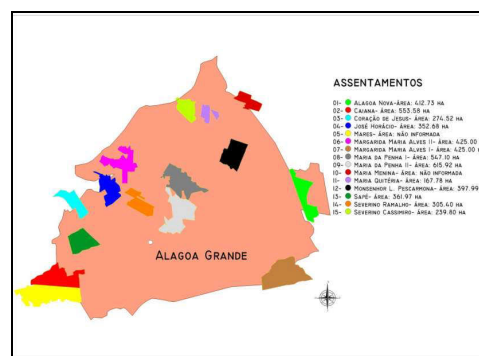 ASSENTAMENTOS
01- ALAGOA NOVA-ÁREA: 412.73 HA
02- CAIANA- ÁREA: 553.58 HA
03- CORAÇÃO DE JESUS- ÁREA: 274.52 HA
04- JOSÉ HORÁCIO- ÁREA: 352.68 HA
05- MARES- ÁREA: NÃO INFORMADA
06- MARGARIDA MARIA ALVES II- ÁREA: 425.00
07- MARGARIDA MARIA ALVES I- ÁREA: 425.00
08- MARIA DA PENHA I- ÁREA: 547.10 HA
09- MARIA DA PENHA II- ÁREA: 615.92 HA
10- MARIA MENINA- ÁREA: NÃO INFORMADA
11- MARIA QUITÉRIA- ÁREA: 167.78 HA
12- MONSENHOR L. PESCARMONA- ÁREA: 397.99
13- SAPÉ- ÁREA: 361.97 HA
14- SEVERINO RAMALHO- ÁREA: 305.40 HA
15- SEVERINO CASSIMIRO- ÁREA: 239.80 HA
ALAGOA GRANDE